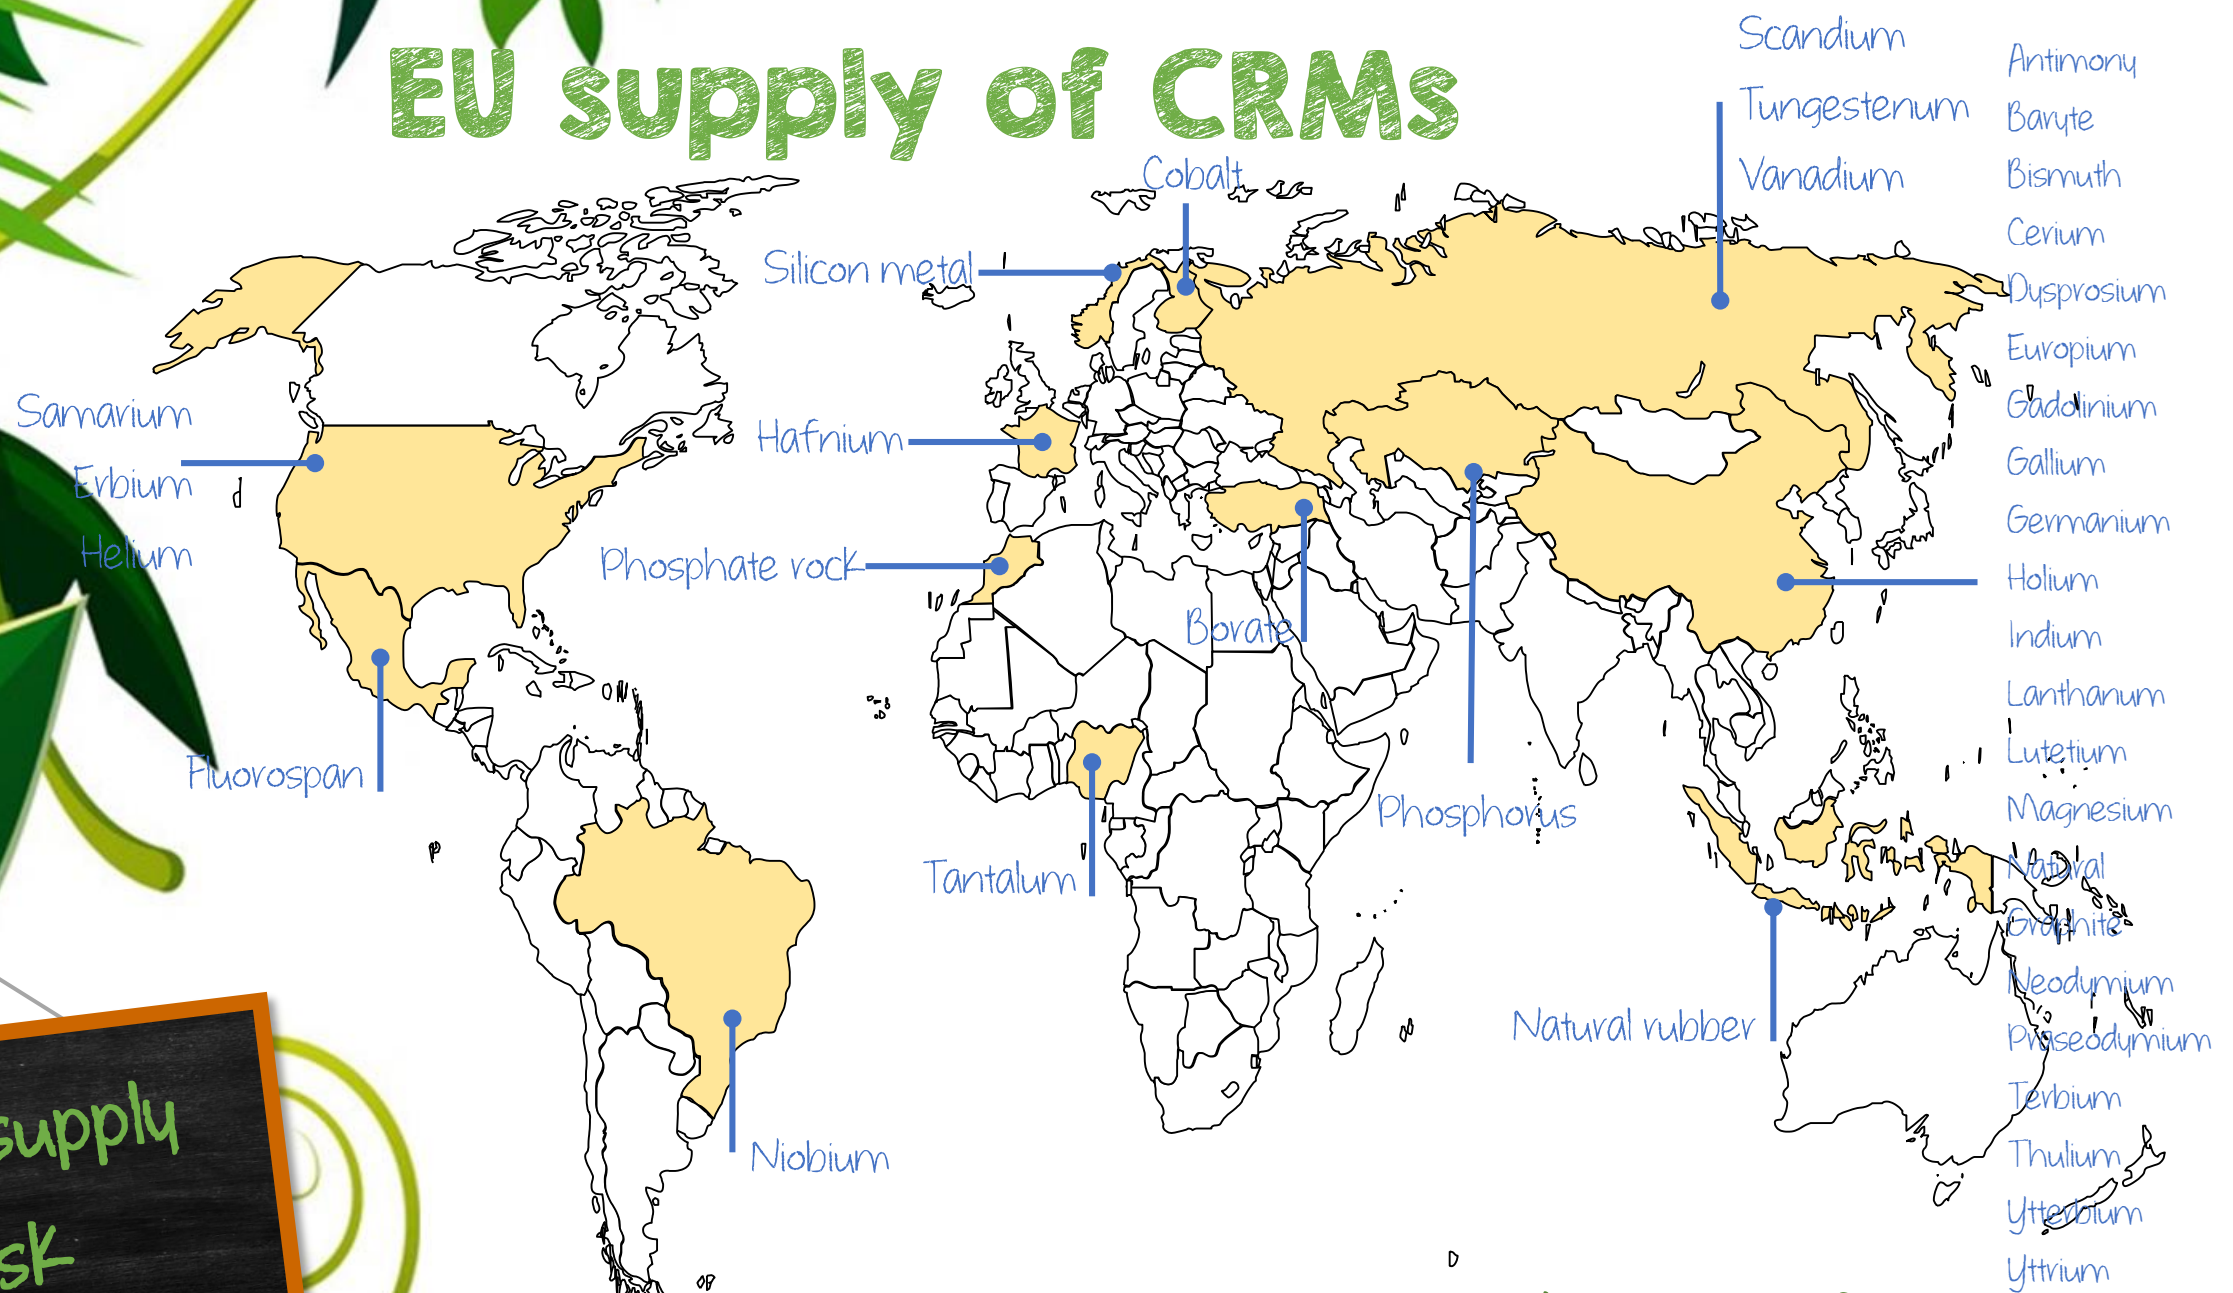 EU supply of CRMs
Scandium
Tungestenum
Vanadium
Antimony
Baryte
Bismuth
Cerium
Dysprosium
Europium
Gadolinium
Gallium
Germanium
Holium
Indium
Lanthanum
Lutetium
Magnesium
Natural
Graphite
Neodymium
Praseodymium
Terbium
Thulium
Ytterbium
Yttrium
Cobalt
Silicon metal
Samarium
Erbium
Helium
Hafnium
Phosphate rock
Borate
Fluorospan
Phosphorus
Tantalum
Natural rubber
Niobium
supply
sk